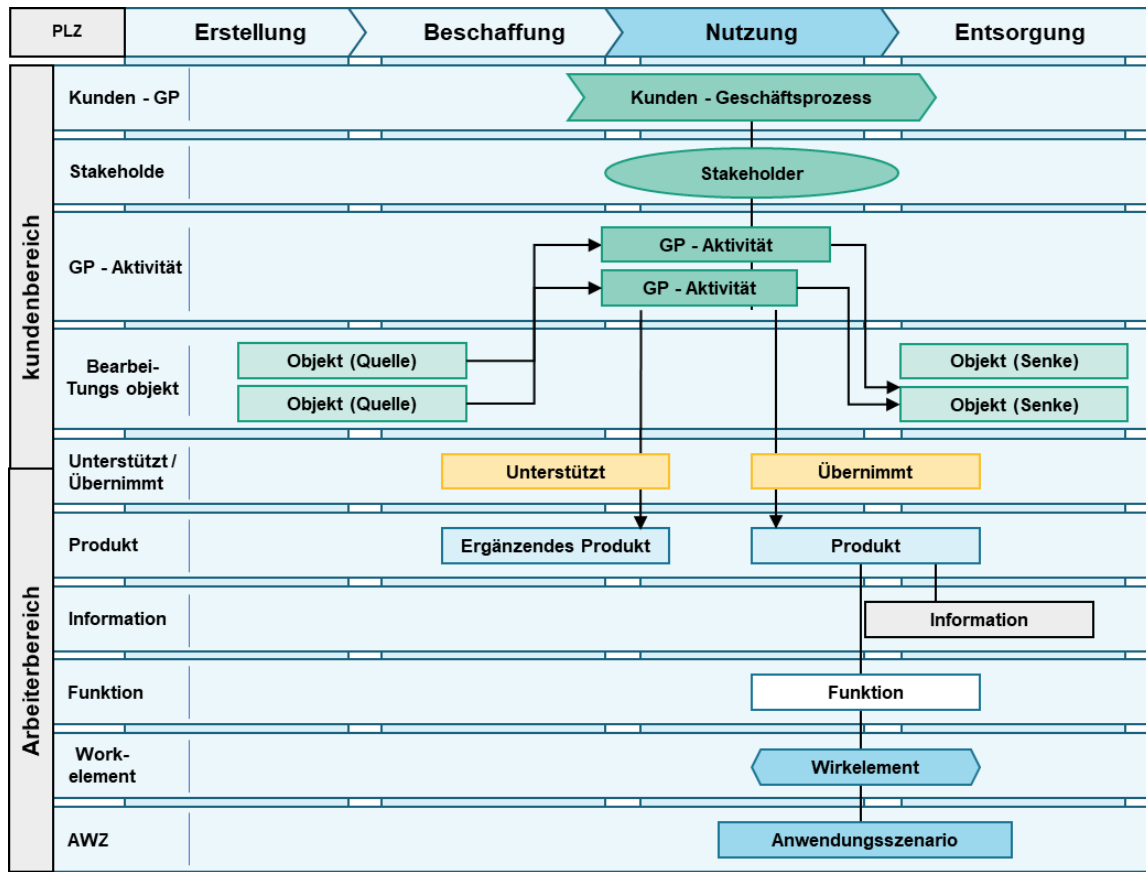 PLZ
Erstellung
Beschaffung
Nutzung
Entsorgung
kundenbereich
Kunden - GP
Kunden - Geschäftsprozess
Stakeholde
Stakeholder
GP - Aktivität
GP - Aktivität
GP - Aktivität
Bearbei-
Tungs objekt
Objekt (Quelle)
Objekt (Senke)
Objekt (Quelle)
Objekt (Senke)
Arbeiterbereich
Unterstützt /
Übernimmt
Unterstützt
Übernimmt
Produkt
Ergänzendes Produkt
Produkt
Information
Information
Funktion
Funktion
Work-
element
Wirkelement
AWZ
Anwendungsszenario